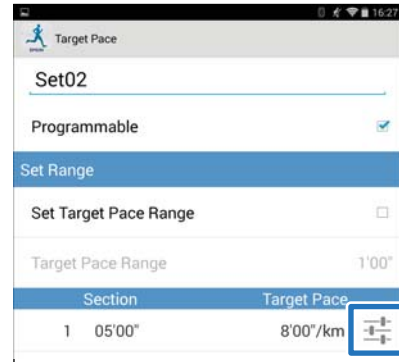 16:27
Target Pace
Set02
Programmable
Set Range
Set Target Pace Range
Target Pace Range 1'00"
Section Target Pace
1 05'00" 8'00"/km